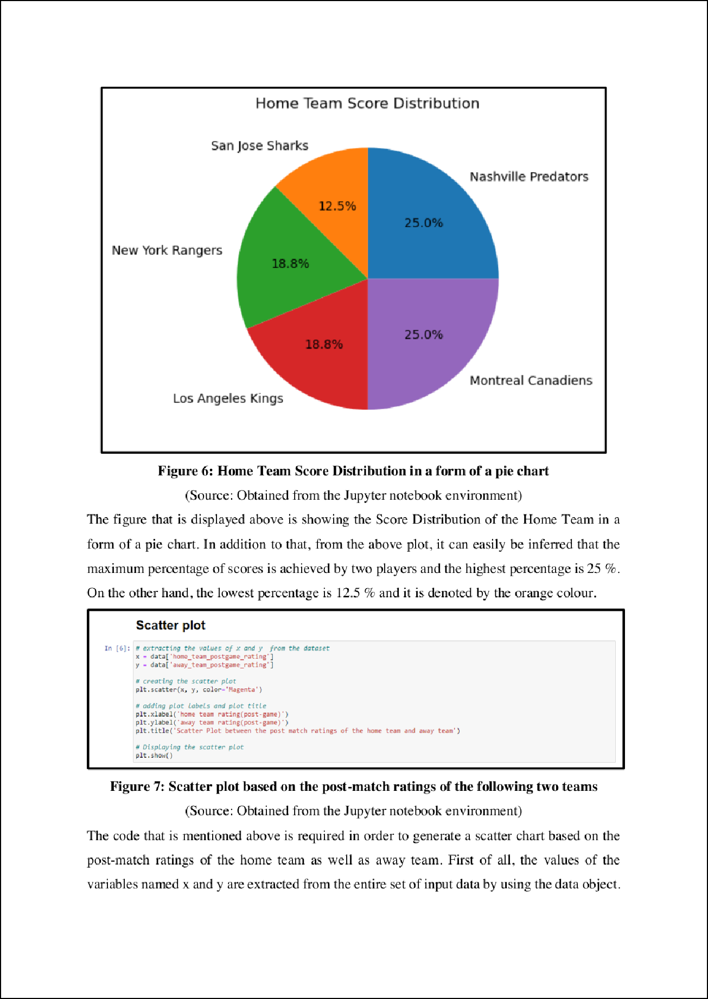 Home Team Score Distribution
San Jose Sharks
Nashville Predators
12.5%
25.0%
New York Rangers
18.8%
18.8%
25.0%
Montreal Canadiens
Los Angeles Kings
Figure 6: Home Team Score Distribution in a form of a pie chart
(Source: Obtained from the Jupyter notebook environment)
The figure that is displayed above is showing the Score Distribution of the Home Team in a
form of a pie chart. In addition to that, from the above plot, it can easily be inferred that the
maximum percentage of scores is achieved by two players and the highest percentage is 25 %.
On the other hand, the lowest percentage is 12.5 % and it is denoted by the orange colour.
Scatter plot
In [6]: # extracting the values of x and y  from the dataset
x = data['home_team_postgame_rating']
y = data['away_team_postgame_rating']
# creating the scatter plot
plt.scatter(x, y, color='Magenta')
# adding plot labels and plot title
plt.xlabel('home team rating(post-game)')
plt.ylabel('away team rating(post-game)')
plt.title('Scatter Plot between the post match ratings of the home team and away team')
# Displaying the scatter plot
plt.show()
Figure 7: Scatter plot based on the post-match ratings of the following two teams
(Source: Obtained from the Jupyter notebook environment)
The code that is mentioned above is required in order to generate a scatter chart based on the
post-match ratings of the home team as well as away team. First of all, the values of the
variables named x and y are extracted from the entire set of input data by using the data object.